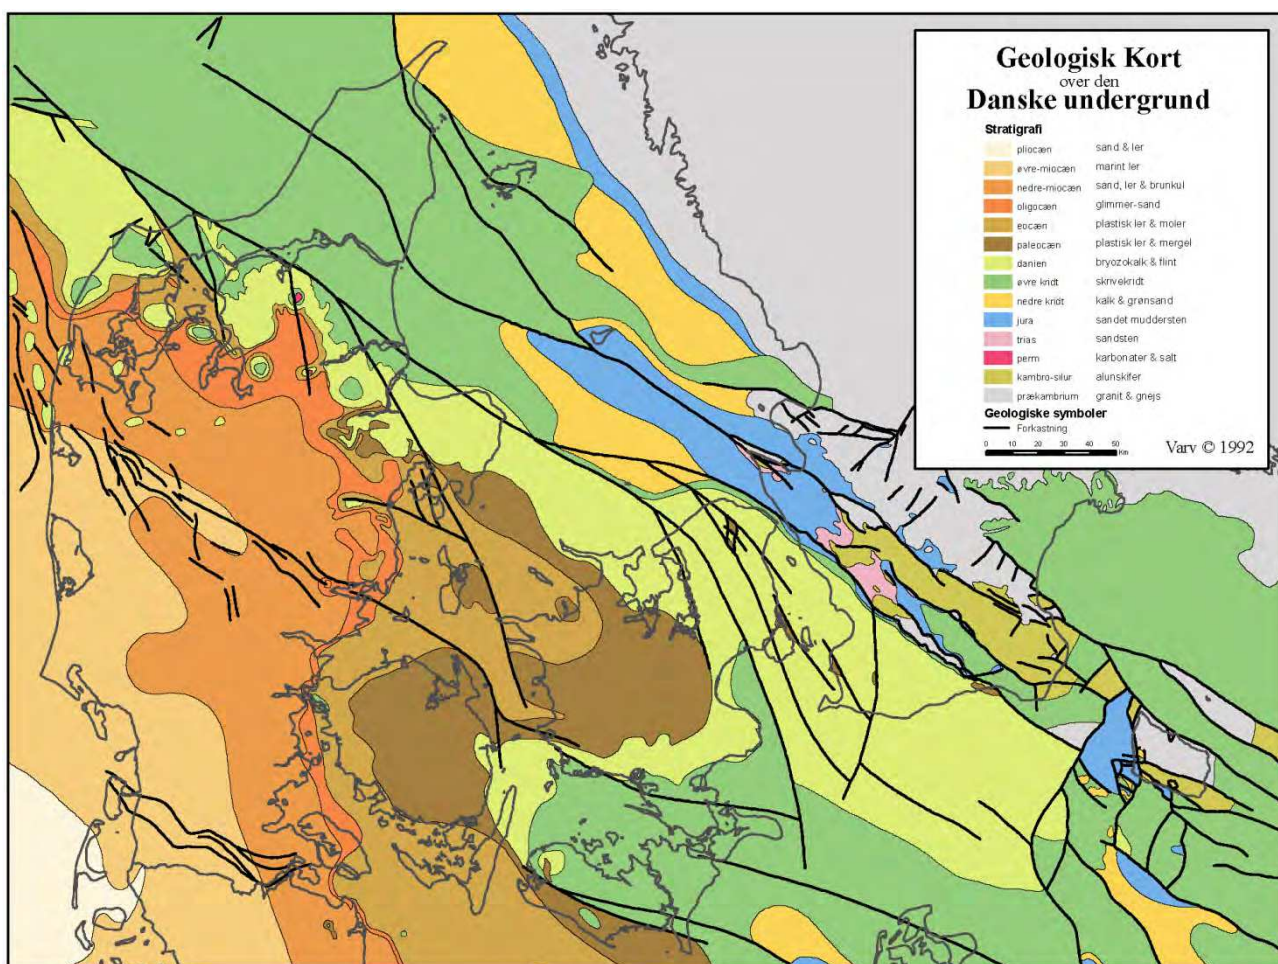 Geologisk Kort
over den
Danske undergrund
Stratigrafi
pliocæn sand & ler
øvre-miocæn marint ler
nedre-miocæn sand, ler & brunkul
oligocæn glimmer-sand
eocæn plastisk ler & moler
paleocæn plastisk ler & mergel
danien bryozokalk & flint
øvre kridt skrivekridt
nedre kridt kalk & grønsand
jura sandet muddersten
trias sandsten
perm karbonater & salt
kambro-silur alunskifer
prækambrium granit & gnejs
Geologiske symboler
Forkastning
0 10 20 30 40 50
Km
Varv © 1992